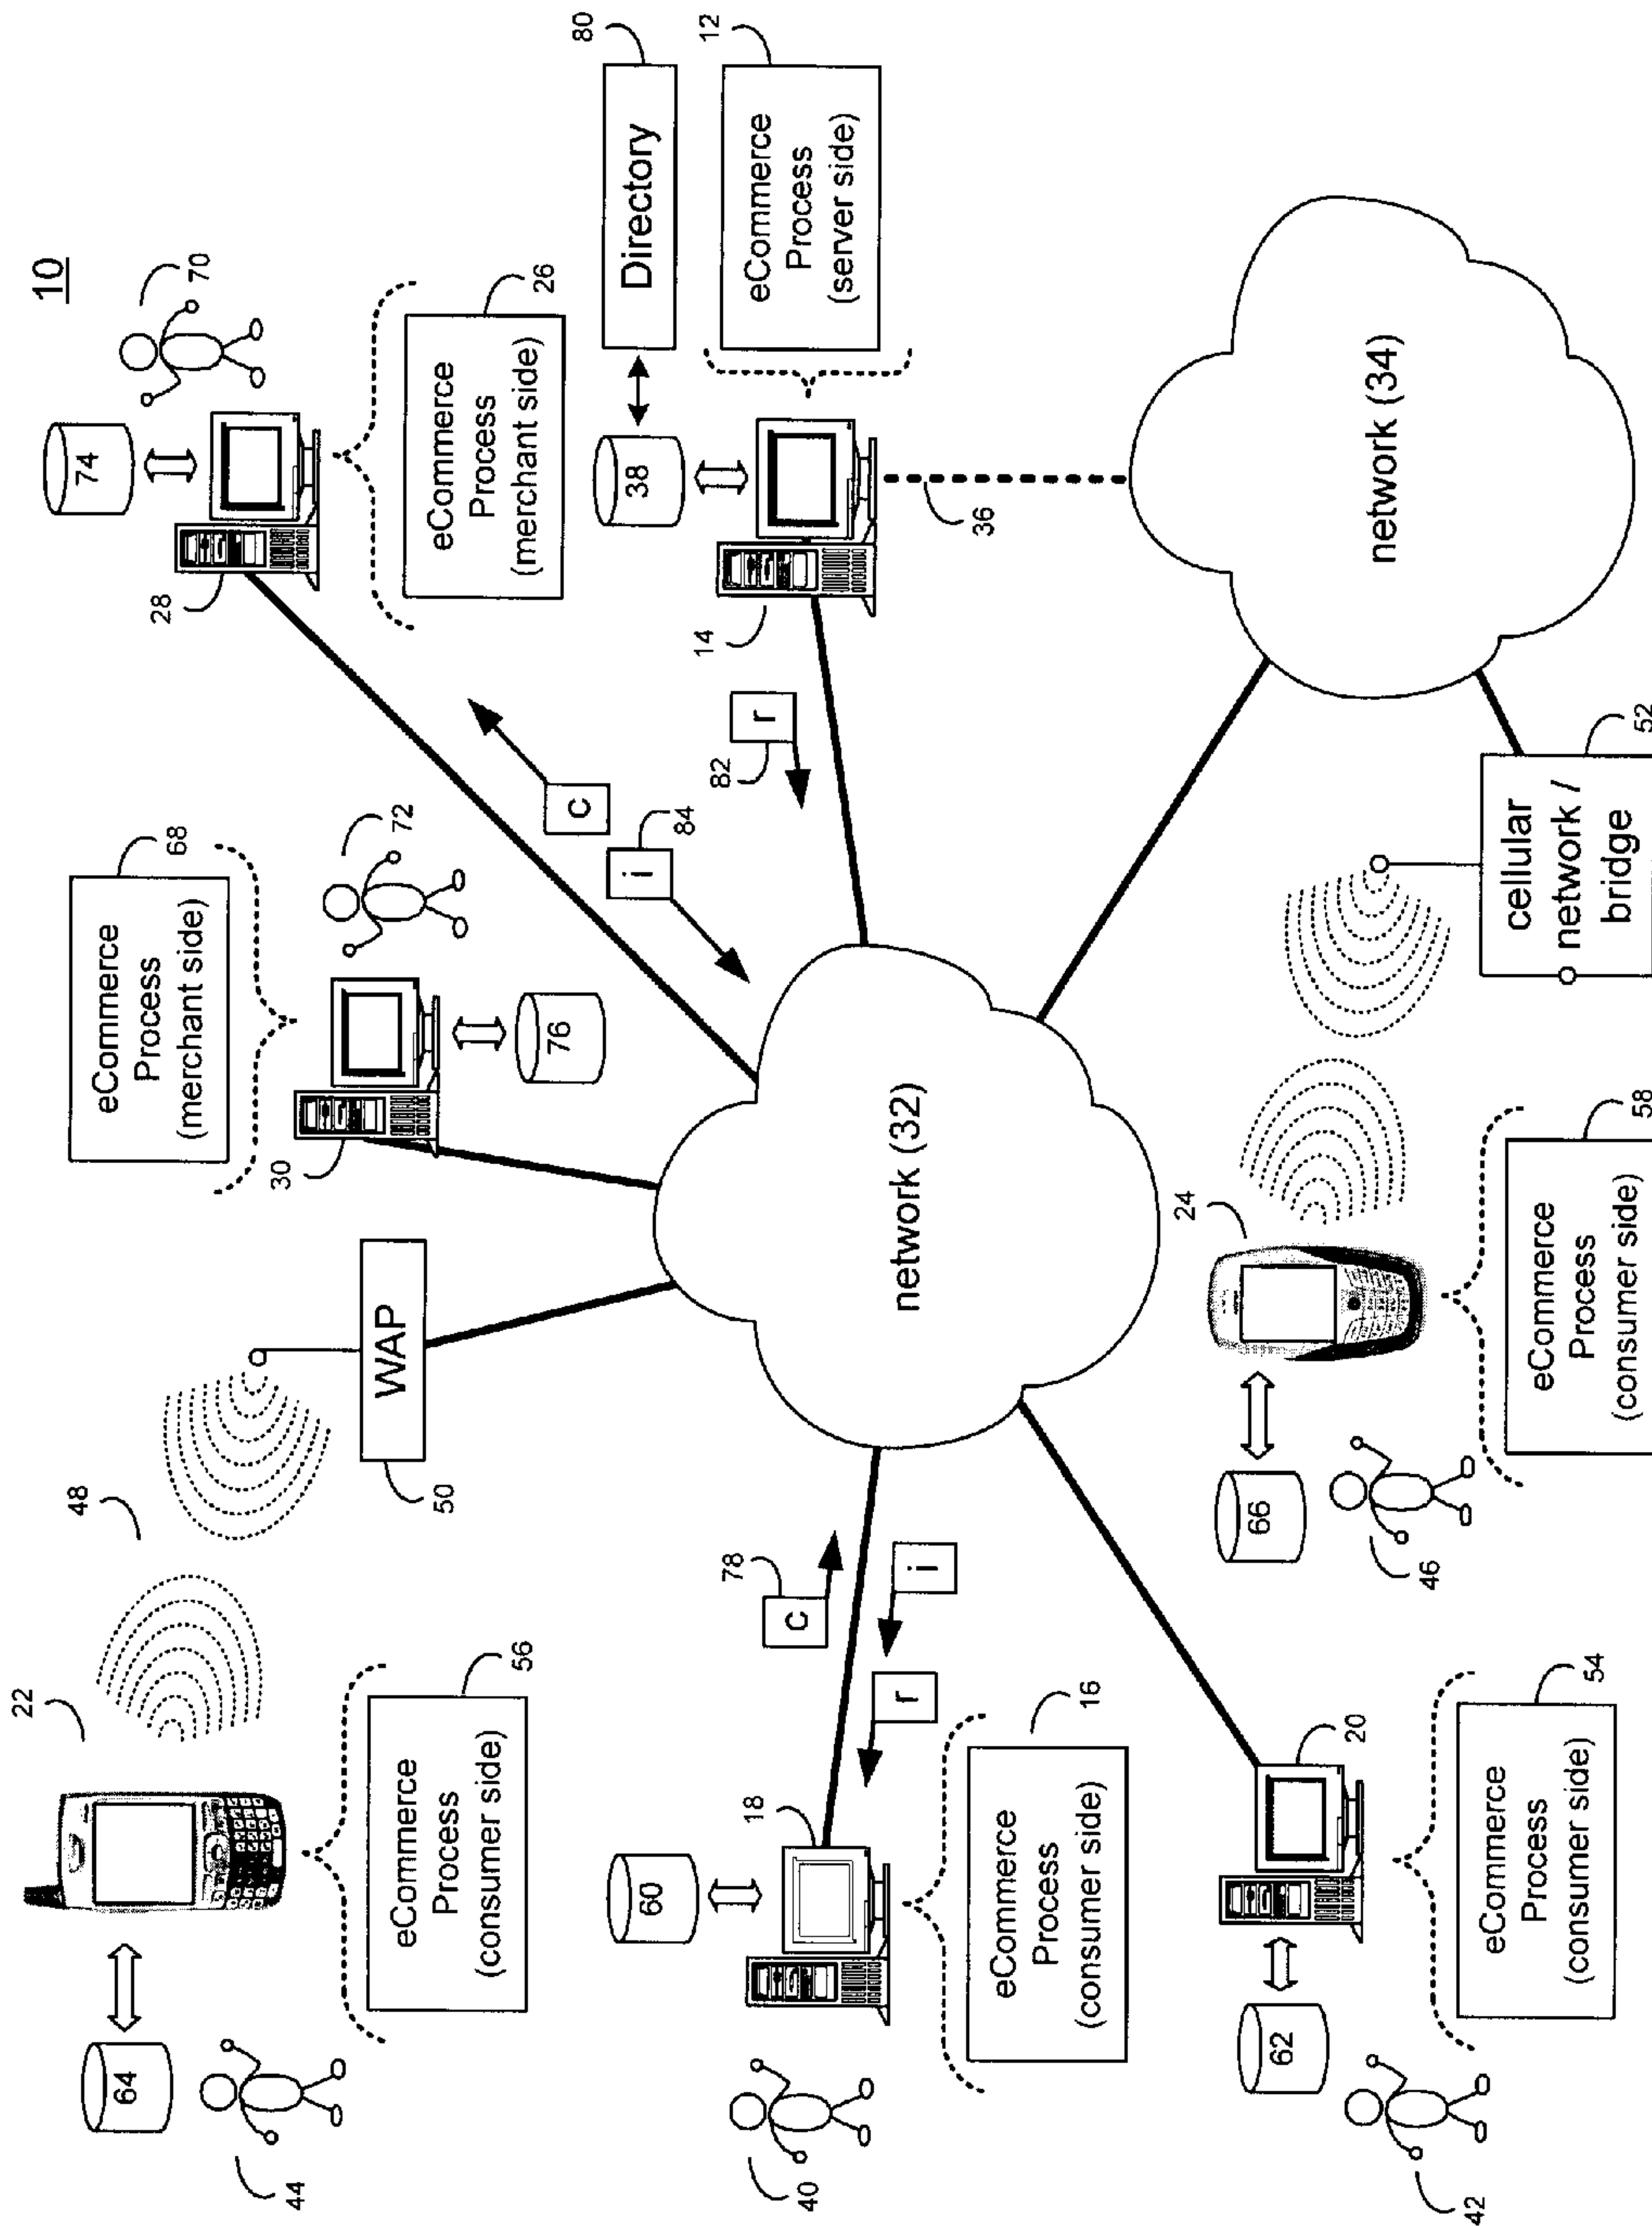 10
44
64
22
eCommerce
Process
(consumer side)
56
48
50
WAP
eCommerce
Process
(merchant side)
68
30
72
76
28
74
70
eCommerce
Process
(merchant side)
26
40
60
18
eCommerce
Process
(consumer side)
16
78
c
r
i
network (32)
i
84
c
82
r
14
38
Directory
80
eCommerce
Process
(server side)
12
36
42
62
20
eCommerce
Process
(consumer side)
54
46
66
24
eCommerce
Process
(consumer side)
58
cellular
network /
bridge
52
network (34)